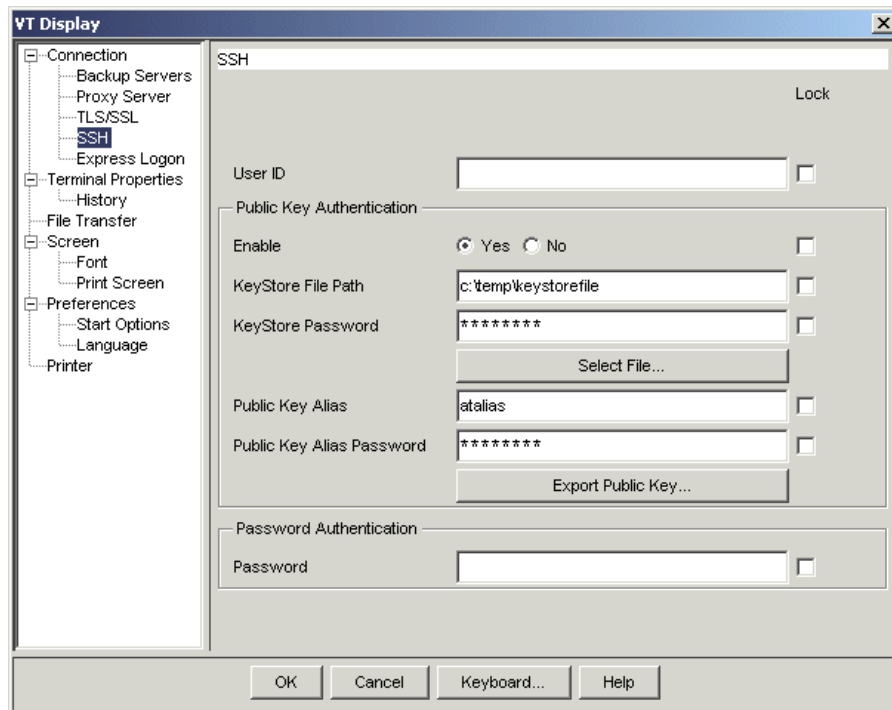 VT Display
Connection
Backup Servers
Proxy Server
TLS/SSL
SSH
Express Logon
Terminal Properties
History
File Transfer
Screen
Font
Print Screen
Preferences
Start Options
Language
Printer
SSH
Lock
User ID
Public Key Authentication
Enable Yes No
KeyStore File Path c:\temp\keystorefile
KeyStore Password ********
Select File...
Public Key Alias atalias
Public Key Alias Password ********
Export Public Key...
Password Authentication
Password
OK Cancel Keyboard... Help